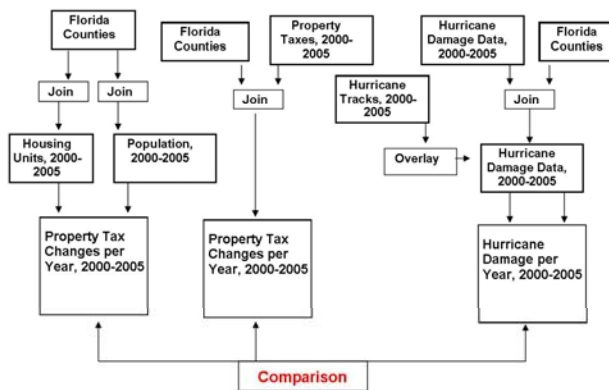 Florida
Counties
Florida
Counties
Property
Taxes, 2000-
2005
Hurricane
Damage Data,
2000-2005
Florida
Counties
Join
Join
Join
Hurricane
Tracks, 2000-
2005
Join
Housing
Units, 2000-
2005
Population,
2000-2005
Overlay
Hurricane
Damage Data,
2000-2005
Property Tax
Changes per
Year, 2000-2005
Property Tax
Changes per
Year, 2000-2005
Hurricane
Damage per
Year, 2000-2005
Comparison